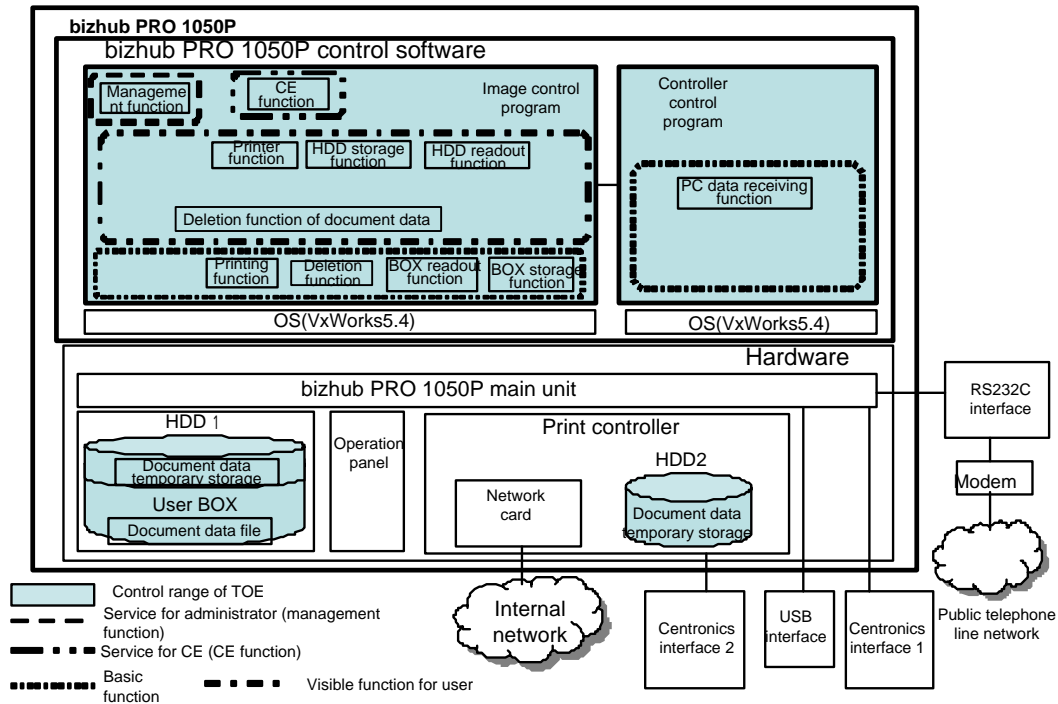 bizhub PRO 1050P
bizhub PRO 1050P control software
Manageme
nt function
CE
function
Image control
program
Controller
control
program
Printer
function
HDD storage
function
HDD readout
function
PC data receiving
function
Deletion function of document data
Printing
function
Deletion
function
BOX readout
function
BOX storage
function
OS(VxWorks5.4)
OS(VxWorks5.4)
Hardware
bizhub PRO 1050P main unit
RS232C
interface
HDD 1
Document data
temporary storage
User BOX
Document data file
Operation
panel
Print controller
HDD2
Network
card
Document data
temporary storage
Modem
Internal
network
Centronics
interface 2
USB
interface
Centronics
interface 1
Public telephone
line network
Control range of TOE
Service for administrator (management
function)
Service for CE (CE function)
Basic
function
Visible function for user